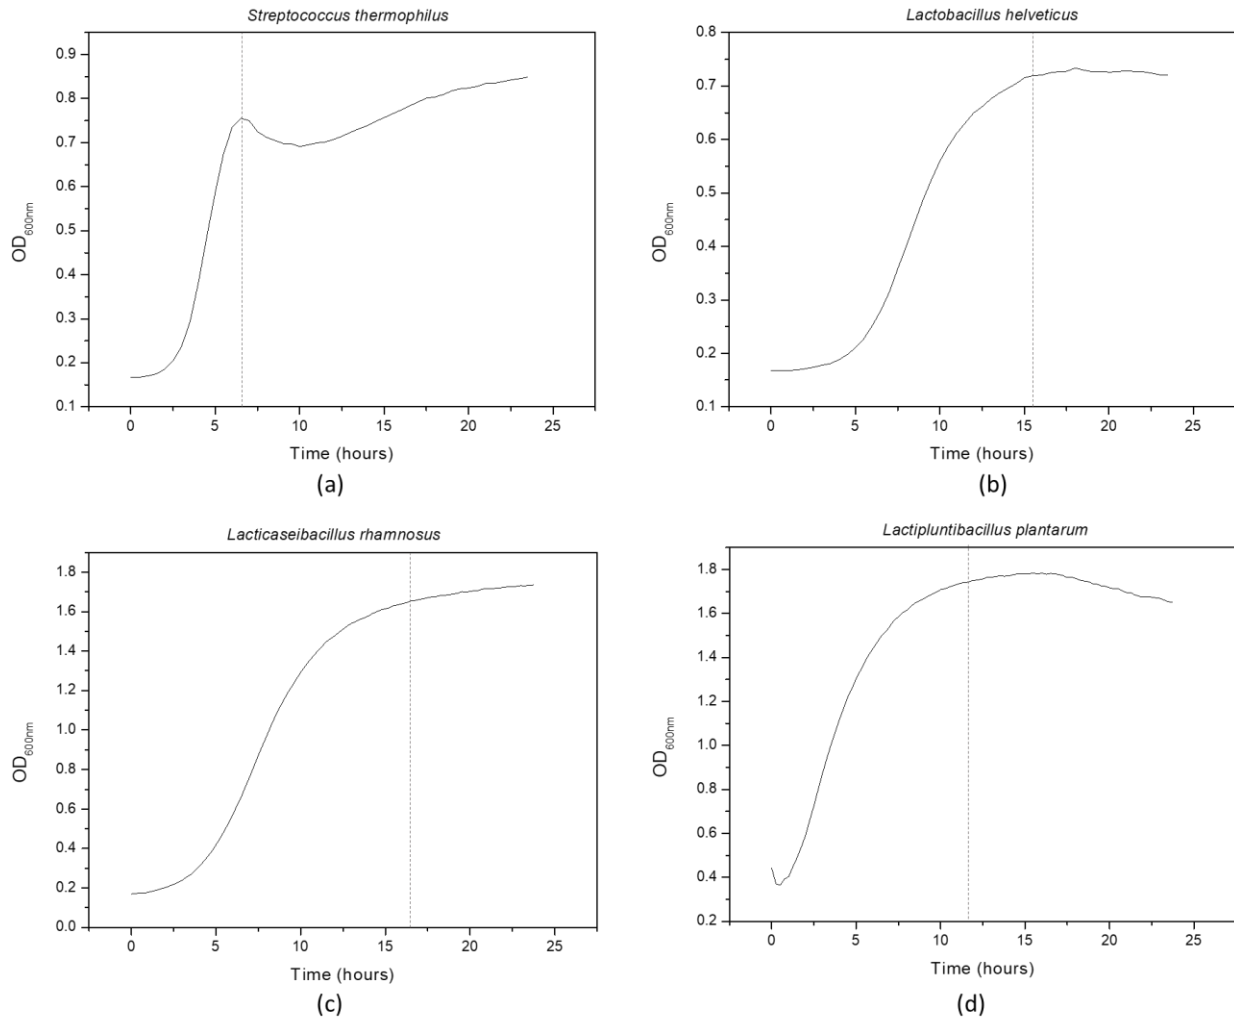 Streptococcus thermophilus
0.9
0.8
0.7
0.6
0.5
0.4
0.3
0.2
0.1
OD600nm
0 5 10 15 20 25
Time (hours)
(a)
Lactobacillus helveticus
0.8
0.7
0.6
0.5
0.4
0.3
0.2
0.1
OD600nm
0 5 10 15 20 25
Time (hours)
(b)
Lacticaseibacillus rhamnosus
1.8
1.6
1.4
1.2
1.0
0.8
0.6
0.4
0.2
0.0
OD600nm
0 5 10 15 20 25
Time (hours)
(c)
Lactipluntibacillus plantarum
1.8
1.6
1.4
1.2
1.0
0.8
0.6
0.4
0.2
OD600nm
0 5 10 15 20 25
Time (hours)
(d)